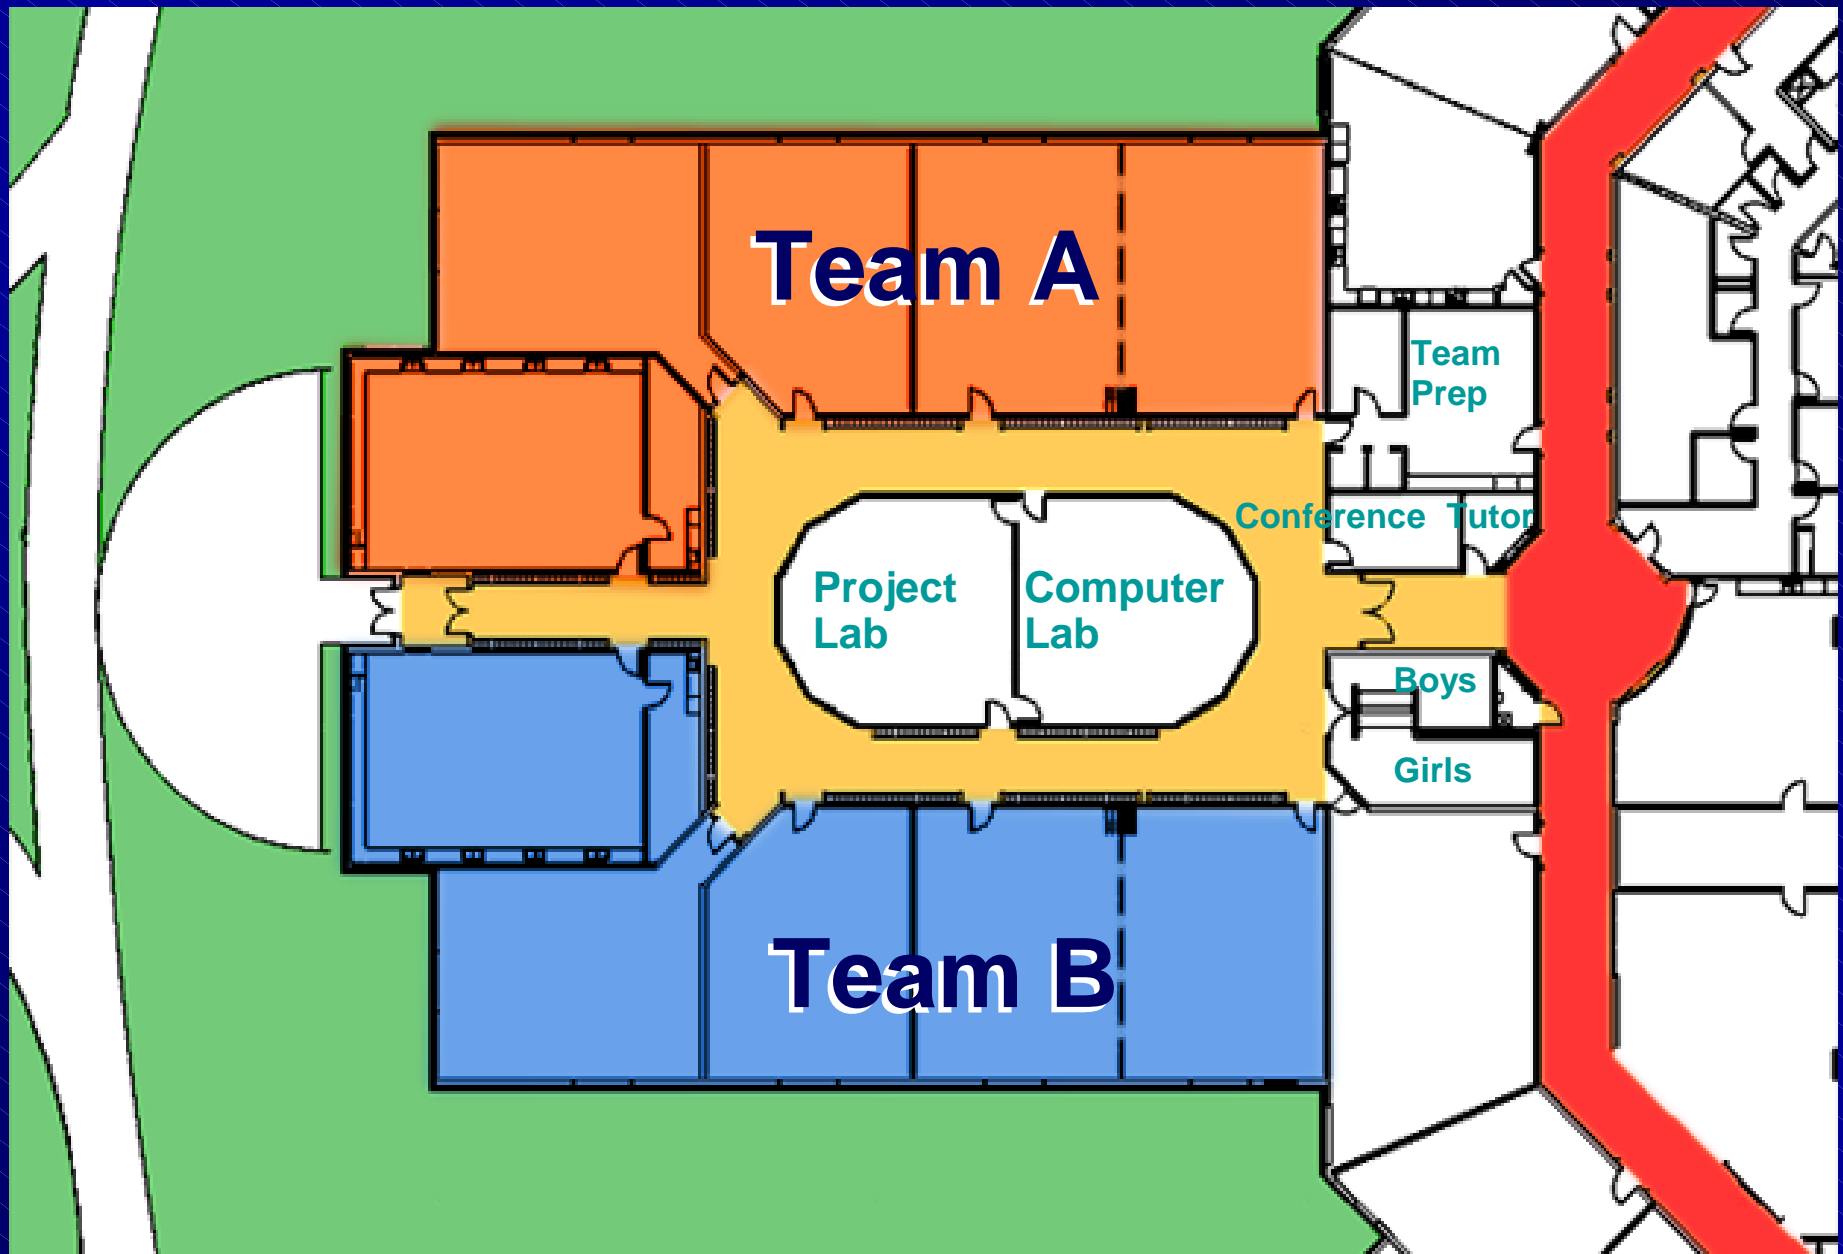 Team A
Team
Prep
Conference Tutor
Project
Lab
Computer
Lab
Boys
Girls
Team B